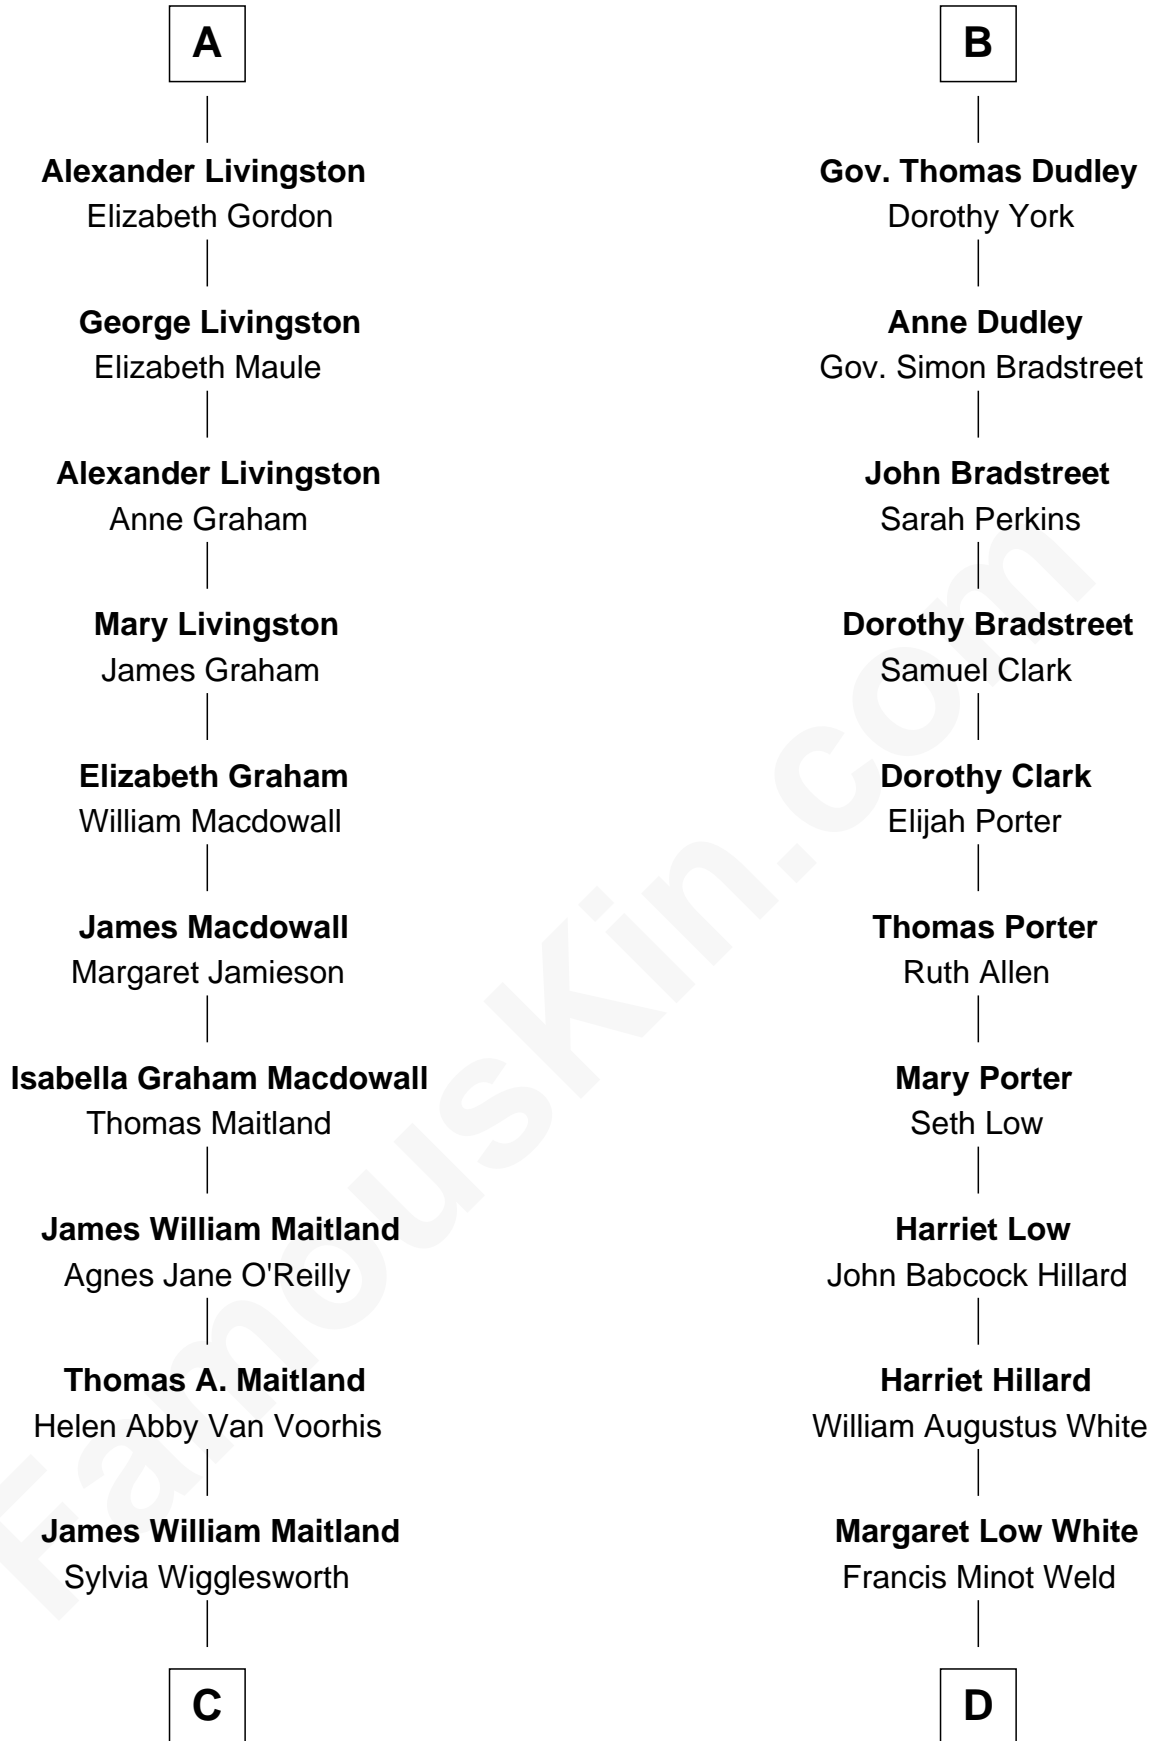 A
Alexander Livingston
Elizabeth Gordon
George Livingston
Elizabeth Maule
Alexander Livingston
Anne Graham
Mary Livingston
James Graham
Elizabeth Graham
William Macdowall
James Macdowall
Margaret Jamieson
Isabella Graham Macdowall
Thomas Maitland
James William Maitland
Agnes Jane O'Reilly
Thomas A. Maitland
Helen Abby Van Voorhis
James William Maitland
Sylvia Wigglesworth
C
B
Gov. Thomas Dudley
Dorothy York
Anne Dudley
Gov. Simon Bradstreet
John Bradstreet
Sarah Perkins
Dorothy Bradstreet
Samuel Clark
Dorothy Clark
Elijah Porter
Thomas Porter
Ruth Allen
Mary Porter
Seth Low
Harriet Low
John Babcock Hillard
Harriet Hillard
William Augustus White
Margaret Low White
Francis Minot Weld
D
FamousKin.com